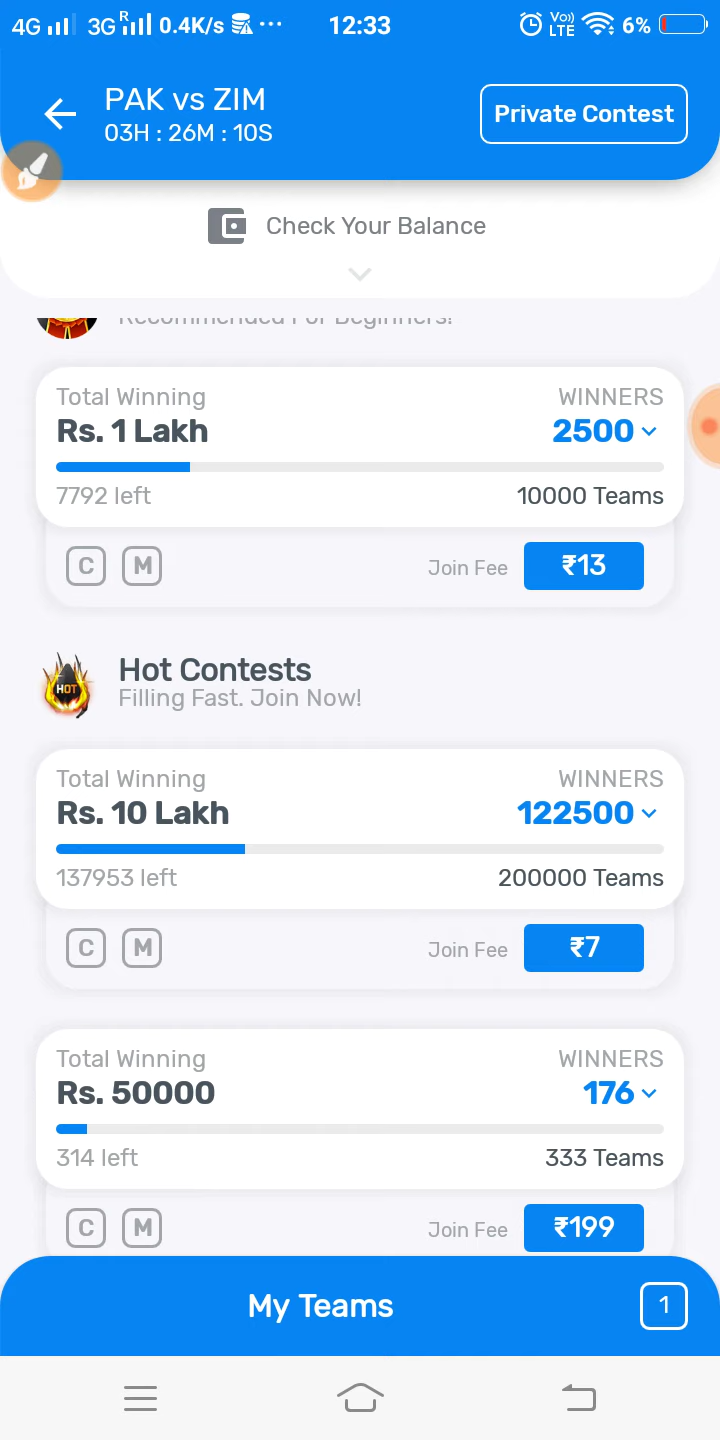 4G 3G R 0.4K/s ... 12:33 Vo) LTE 6%
PAK vs ZIM
03H : 26M : 10S
Private Contest
Check Your Balance
Recommended For Beginners!
Total Winning WINNERS
Rs. 1 Lakh 2500
7792 left 10000 Teams
C M Join Fee ₹13
HOT
Hot Contests
Filling Fast. Join Now!
Total Winning WINNERS
Rs. 10 Lakh 122500
137953 left 200000 Teams
C M Join Fee ₹7
Total Winning WINNERS
Rs. 50000 176
314 left 333 Teams
C M Join Fee ₹199
My Teams 1